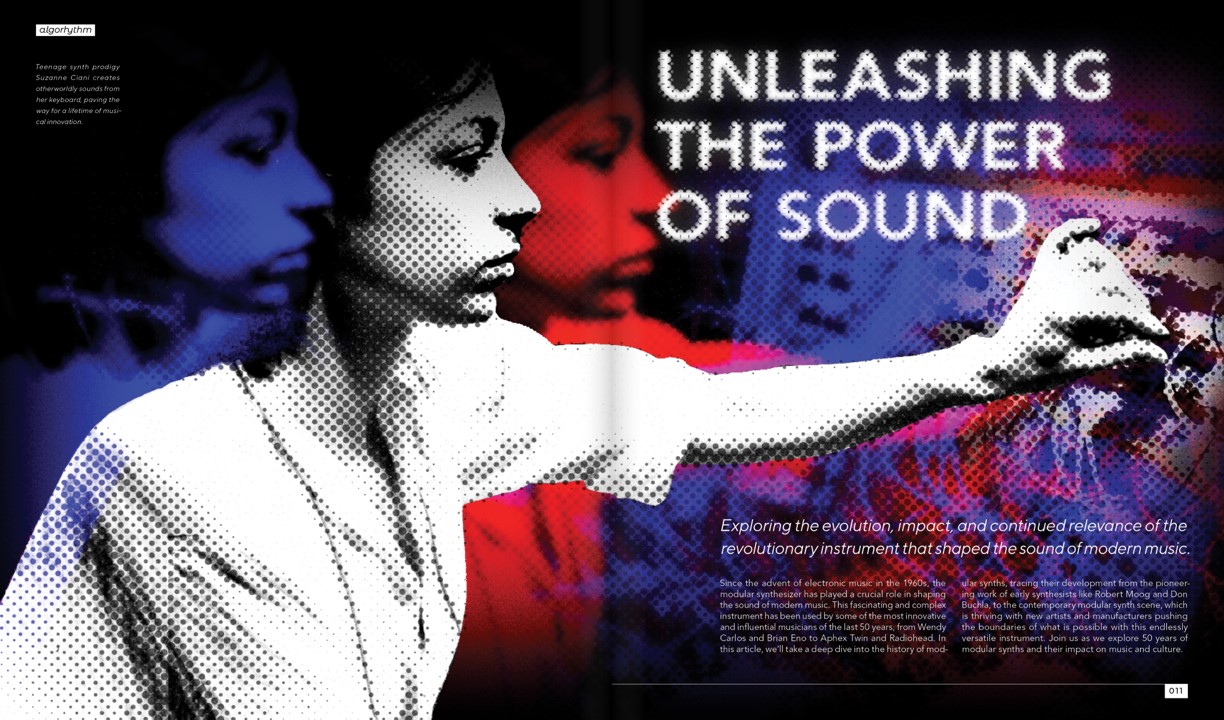 algorhythm
Teenage synth prodigy
Suzanne Ciani creates
otherworldly sounds from
her keyboard, paving the
way for a lifetime of musi-
cal innovation.
UNLEASHING
THE POWER
OF SOUND
Exploring the evolution, impact, and continued relevance of the
revolutionary instrument that shaped the sound of modern music.
Since the advent of electronic music in the 1960s, the
modular synthesizer has played a crucial role in shaping
the sound of modern music. This fascinating and complex
instrument has been used by some of the most innovative
and influential musicians of the last 50 years, from Wendy
Carlos and Brian Eno to Aphex Twin and Radiohead. In
this article, we'll take a deep dive into the history of mod-
ular synths, tracing their development from the pioneer-
ing work of early synthesists like Robert Moog and Don
Buchla, to the contemporary modular synth scene, which
is thriving with new artists and manufacturers pushing
the boundaries of what is possible with this endlessly
versatile instrument. Join us as we explore 50 years of
modular synths and their impact on music and culture.
011